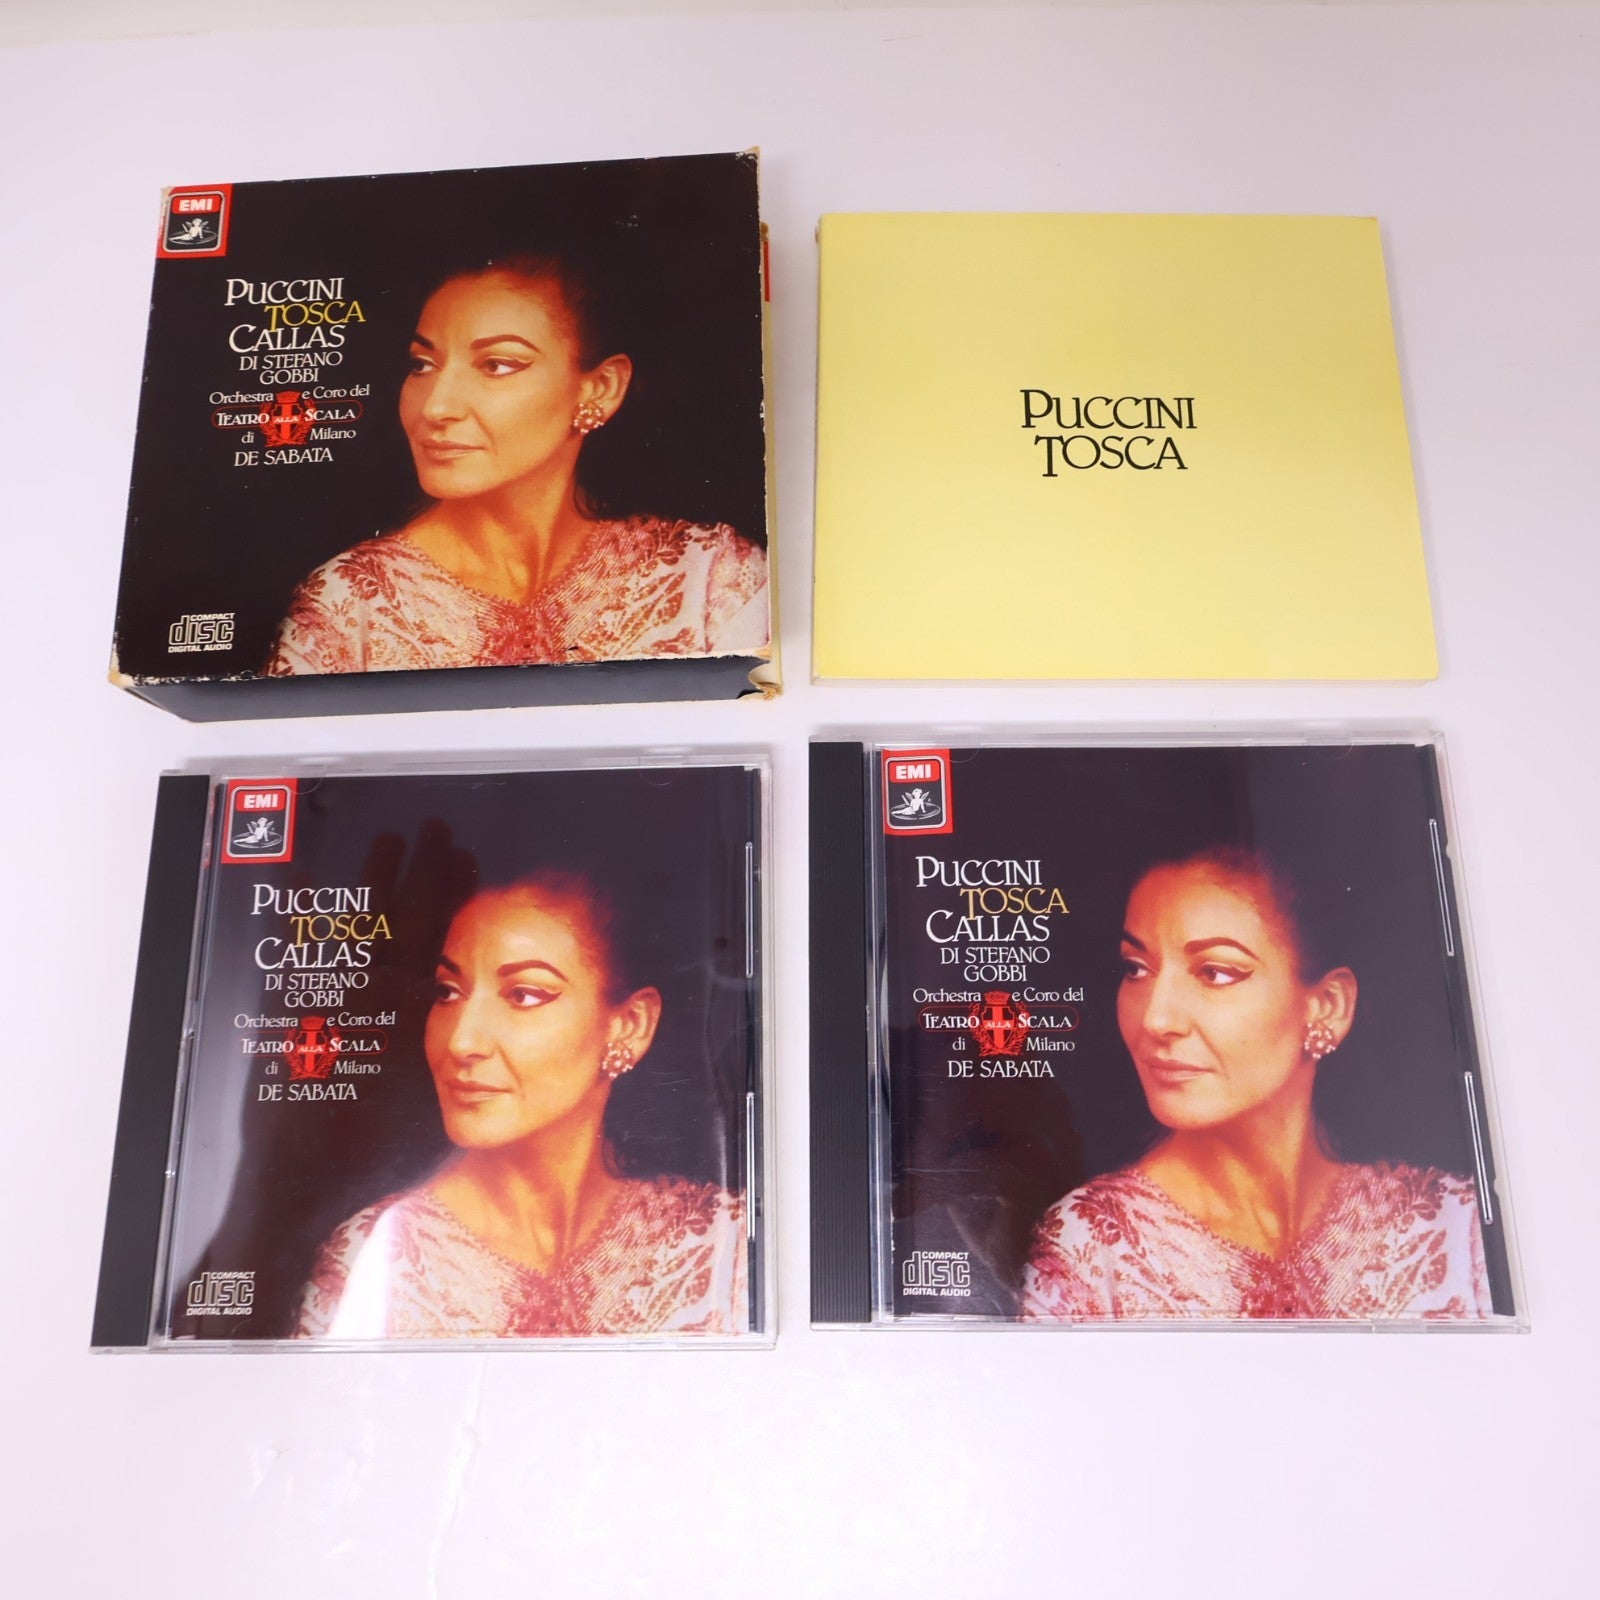 EMI
PUCCINI
TOSCA
CALLAS
DI STEFANO
GOBBI
Orchestra e Coro del
TEATRO ALLA SCALA
di Milano
DE SABATA
COMPACT
disc
DIGITAL AUDIO
PUCCINI
TOSCA
EMI
PUCCINI
TOSCA
CALLAS
DI STEFANO
GOBBI
Orchestra e Coro del
TEATRO ALLA SCALA
di Milano
DE SABATA
COMPACT
disc
DIGITAL AUDIO
EMI
PUCCINI
TOSCA
CALLAS
DI STEFANO
GOBBI
Orchestra e Coro del
TEATRO ALLA SCALA
di Milano
DE SABATA
COMPACT
disc
DIGITAL AUDIO